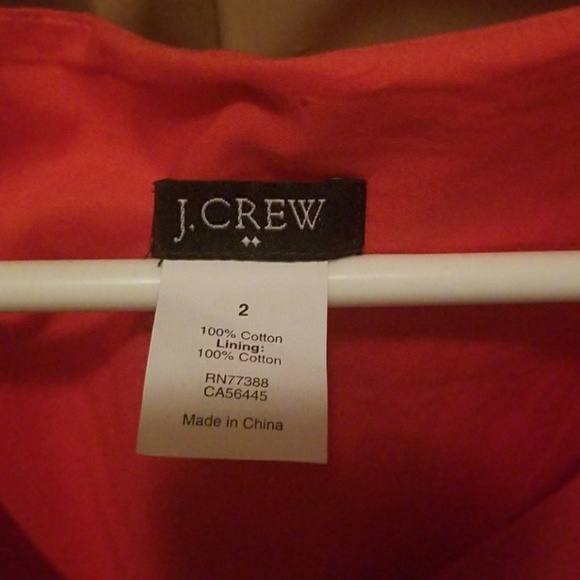 J.CREW
2
100% Cotton
Lining:
100% Cotton
RN77388
CA56445
Made in China